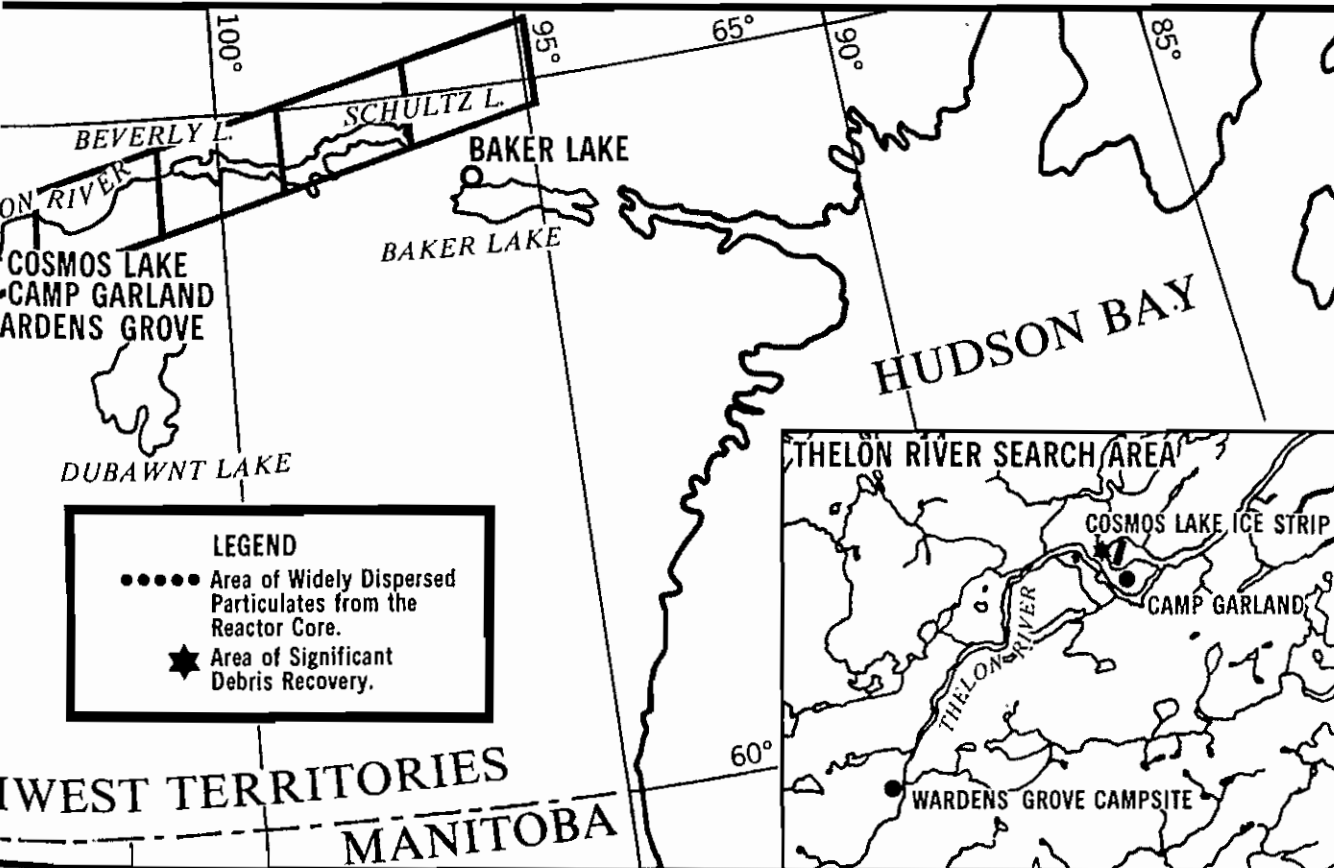 100°
95°
65°
90°
85°
BEVERLY L.
SCHULTZ L.
ON RIVER
BAKER LAKE
BAKER LAKE
COSMOS LAKE
CAMP GARLAND
ARDENS GROVE
HUDSON BAY
DUBAWNT LAKE
THELON RIVER SEARCH AREA
COSMOS LAKE ICE STRIP
CAMP GARLAND
THELON RIVER
WARDENS GROVE CAMPSITE
LEGEND
Area of Widely Dispersed
Particulates from the
Reactor Core.
Area of Significant
Debris Recovery.
60°
HWEST TERRITORIES
MANITOBA